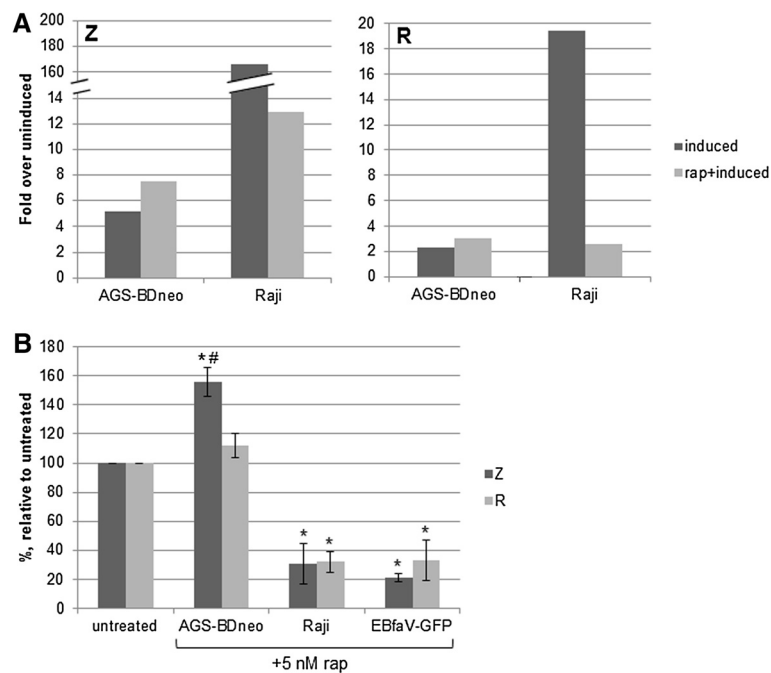 A
Z
Fold over uninduced
200
180
160
14
12
10
8
6
4
2
0
AGS-BDneo Raji
R
20
18
16
14
12
10
8
6
4
2
0
AGS-BDneo Raji
induced
rap+induced
B
%, relative to untreated
180
160
140
120
100
80
60
40
20
0
*#
* *
* *
untreated AGS-BDneo Raji EBfaV-GFP
+5 nM rap
Z
R